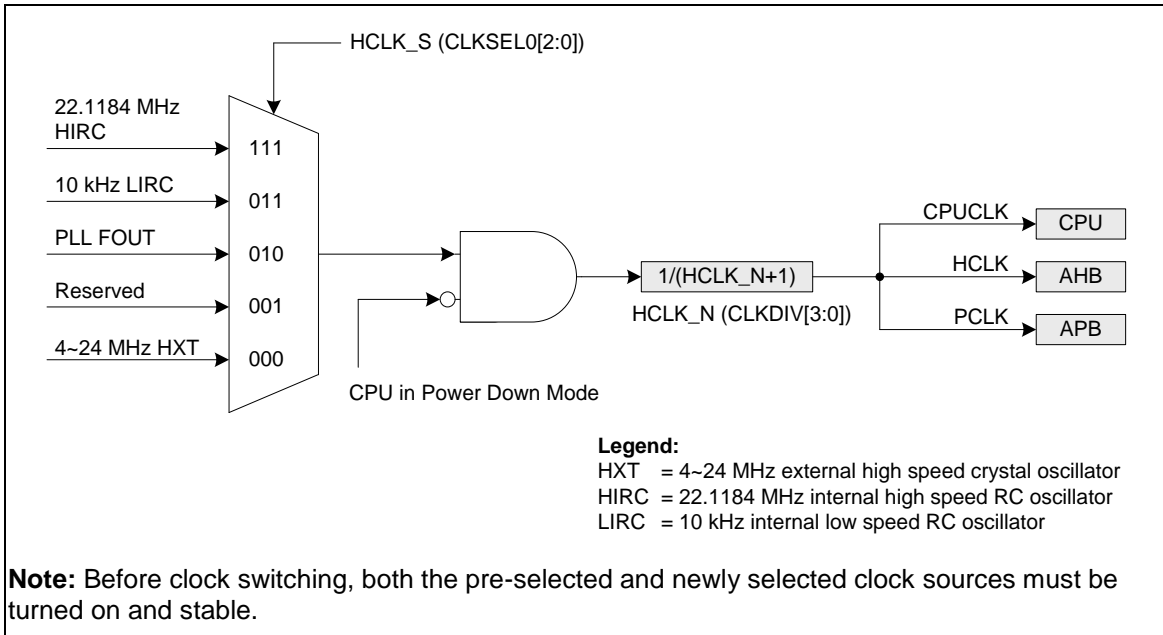 HCLK_S (CLKSEL0[2:0])
22.1184 MHz
HIRC
111
10 kHz LIRC
011
PLL FOUT
010
Reserved
001
4~24 MHz HXT
000
CPU in Power Down Mode
1/(HCLK_N+1)
HCLK_N (CLKDIV[3:0])
CPUCLK
CPU
HCLK
AHB
PCLK
APB
Legend:
HXT = 4~24 MHz external high speed crystal oscillator
HIRC = 22.1184 MHz internal high speed RC oscillator
LIRC = 10 kHz internal low speed RC oscillator
Note: Before clock switching, both the pre-selected and newly selected clock sources must be
turned on and stable.